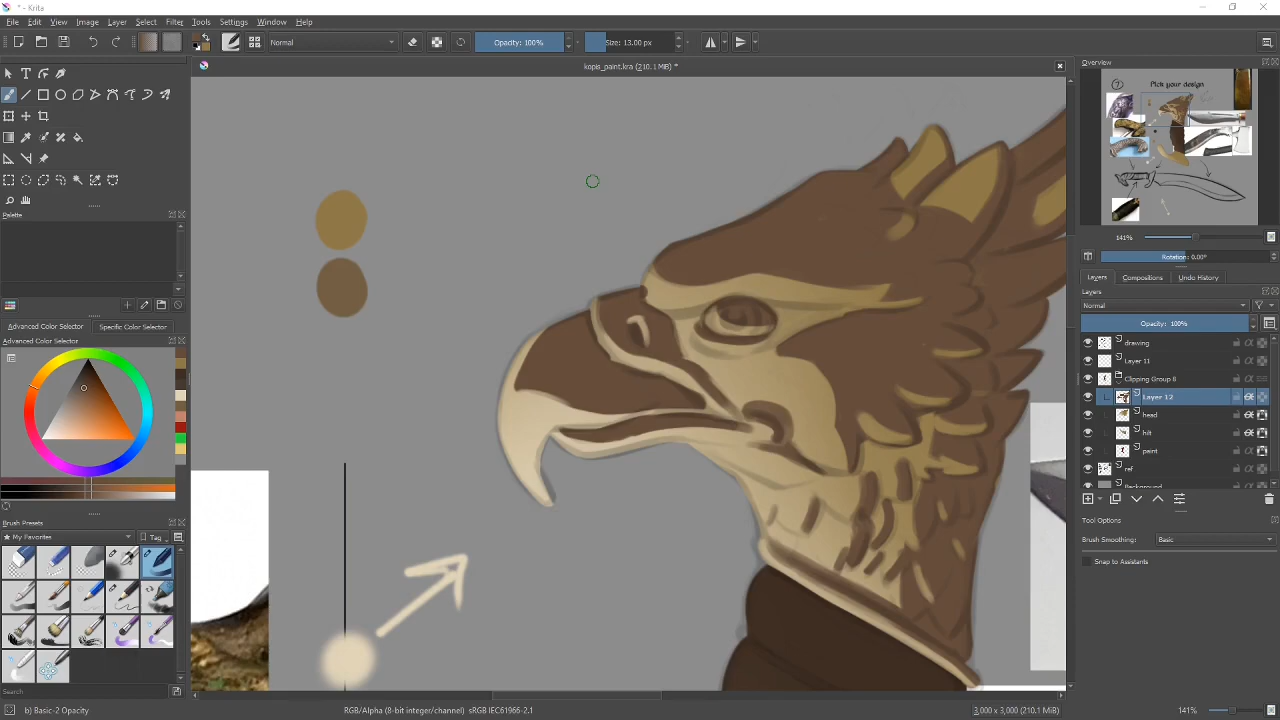 * - Krita
File Edit View Image Layer Select Filter Tools Settings Window Help
Normal Opacity: 100% Size: 13.00 px
kopis_paint.kra (210.1 MiB) *
Overview
Pick your design
141%
Rotation: 0.00°
Layers Compositions Undo History
Layers
Normal
Opacity: 100%
drawing
Layer 11
Clipping Group 6
Layer 12
head
hilt
paint
ref
Background
Tool Options
Brush Smoothing: Basic
Snap to Assistants
Palette
Advanced Color Selector Specific Color Selector
Advanced Color Selector
Brush Presets
My Favorites Tag
Search
b) Basic-2 Opacity RGB/Alpha (8-bit integer/channel) sRGB IEC61966-2.1 3,000 x 3,000 (210.1 MiB) 141%